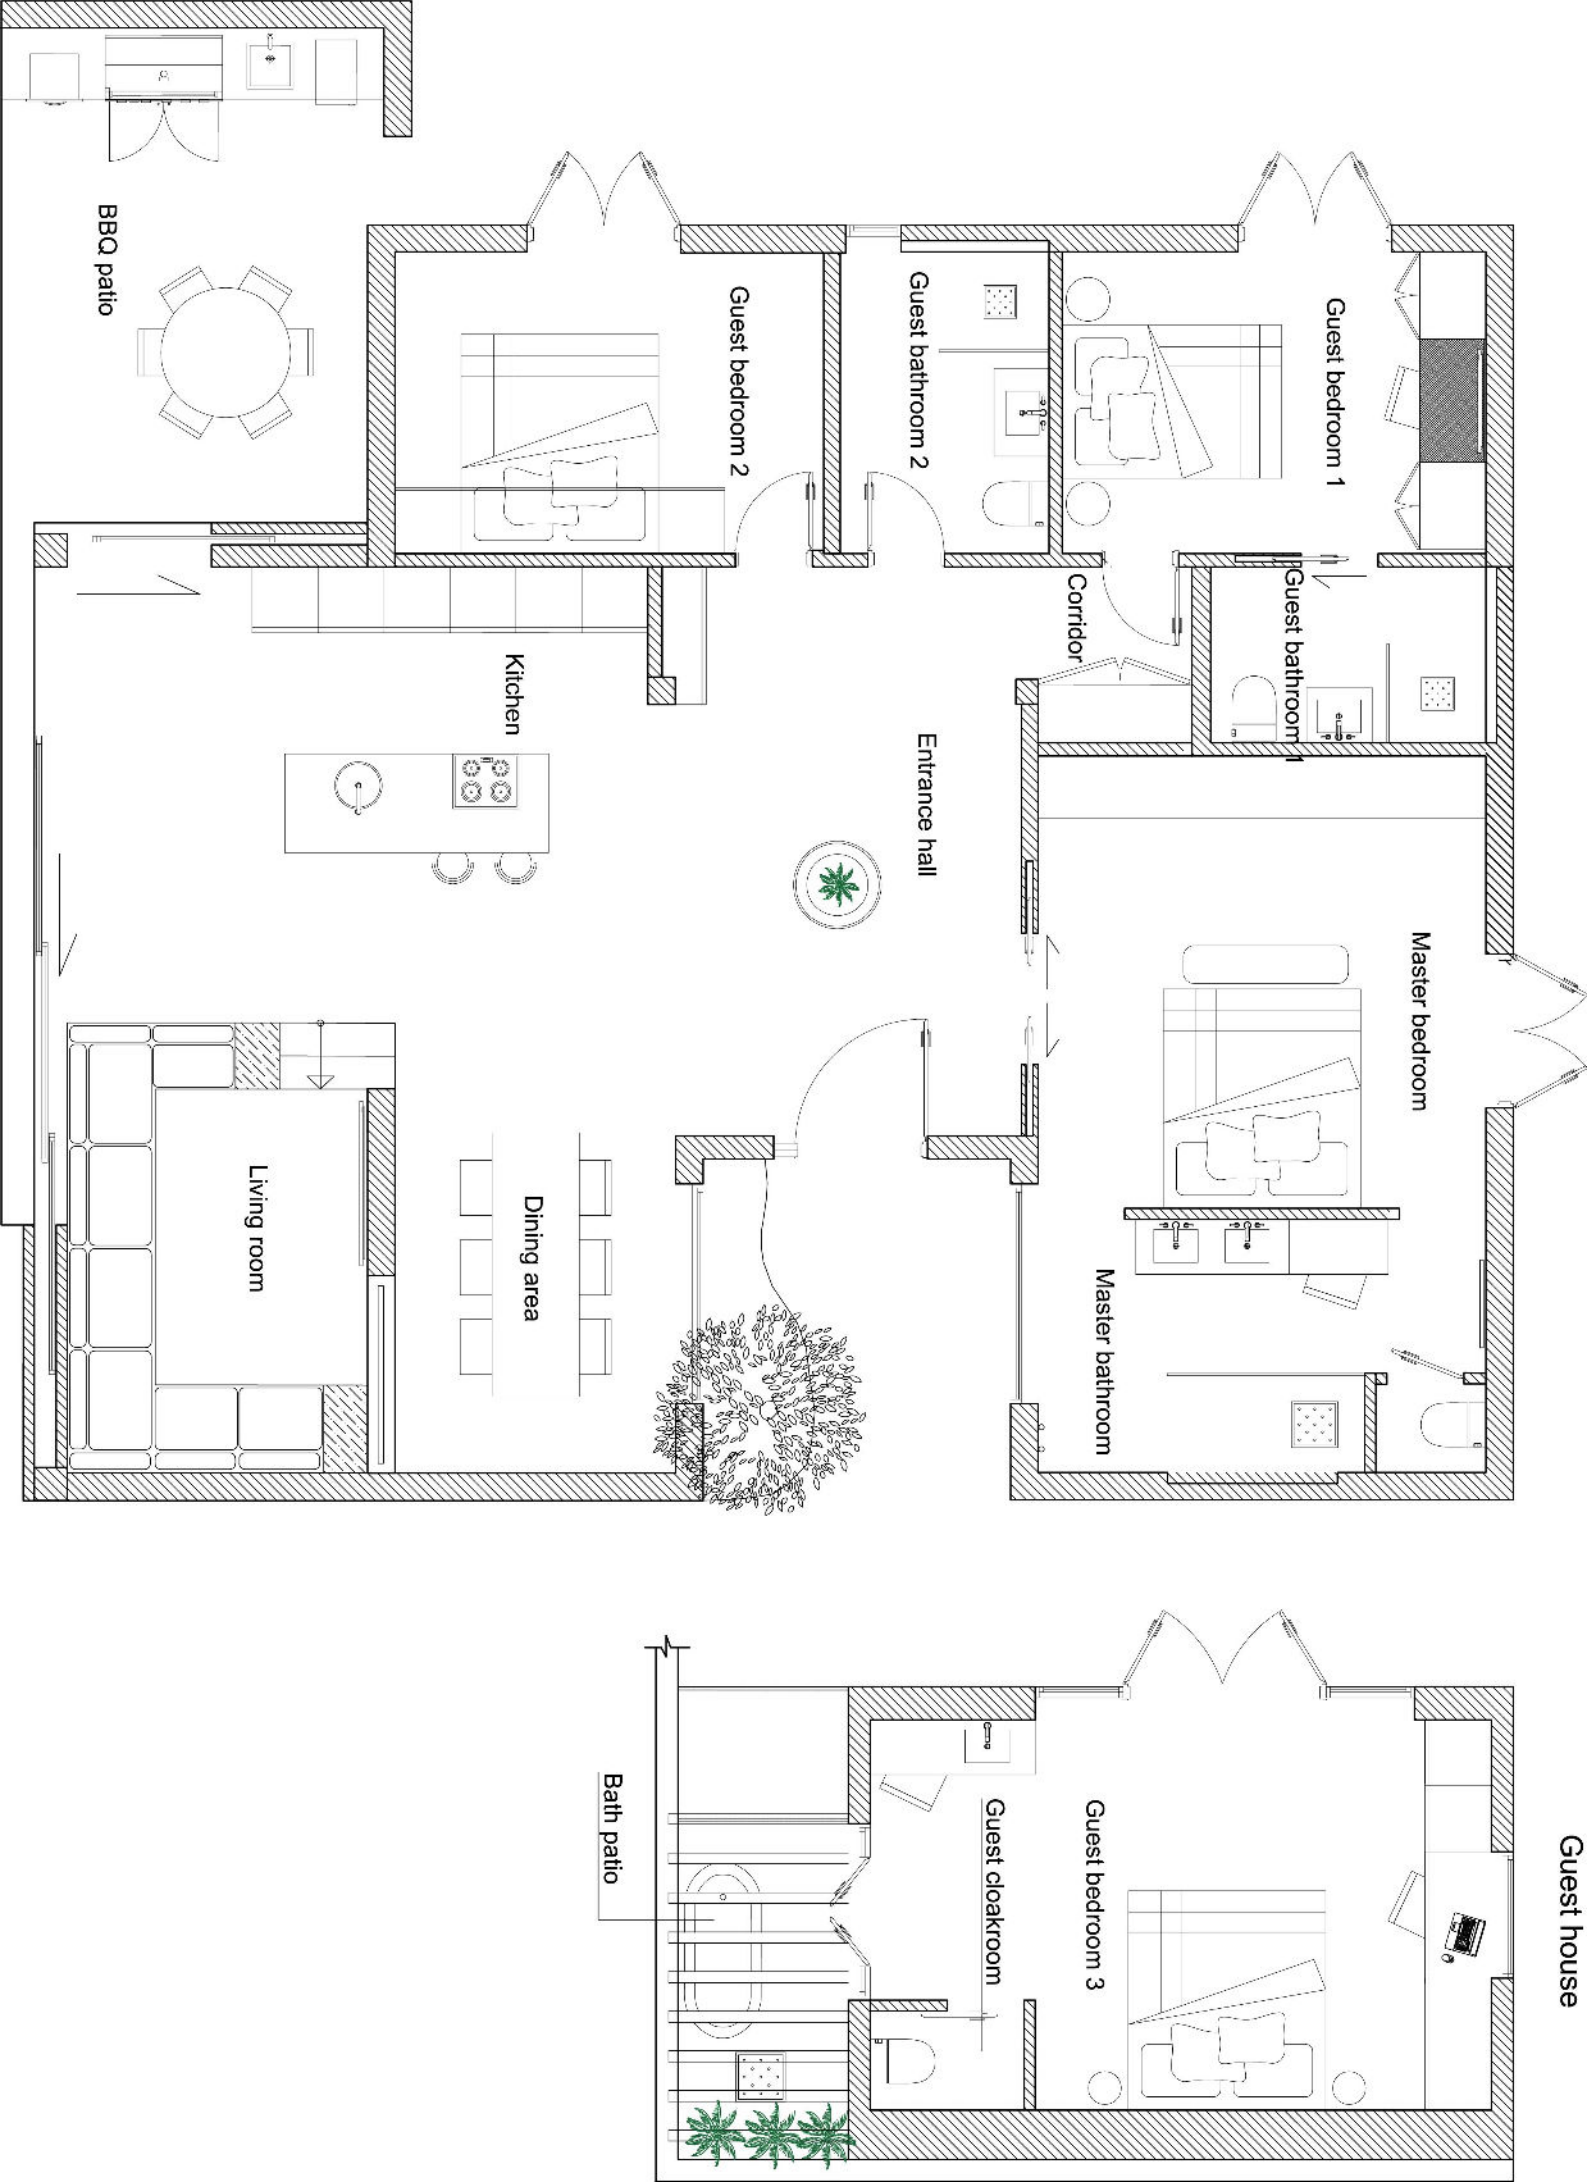 Guest house
Master bedroom
Guest bedroom 1
Guest bathroom 1
Master bathroom
Corridor
Guest bedroom 3
Guest cloakroom
Guest bathroom 2
Entrance hall
Guest bedroom 2
Bath patio
Kitchen
Dining area
Living room
BBQ patio